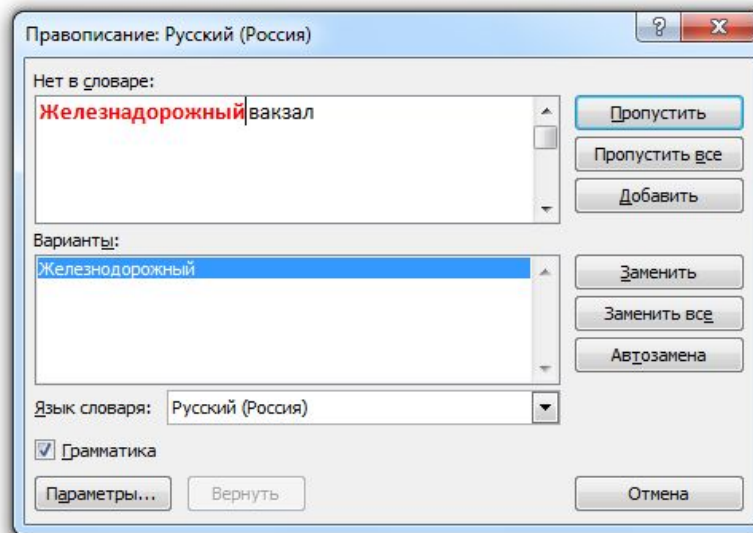 Правописание: Русский (Россия)
Нет в словаре:
Железнадорожный вакзал
Пропустить
Пропустить все
Добавить
Варианты:
Железнодорожный
Заменить
Заменить все
Автозамена
Язык словаря: Русский (Россия)
Грамматика
Параметры... Вернуть Отмена